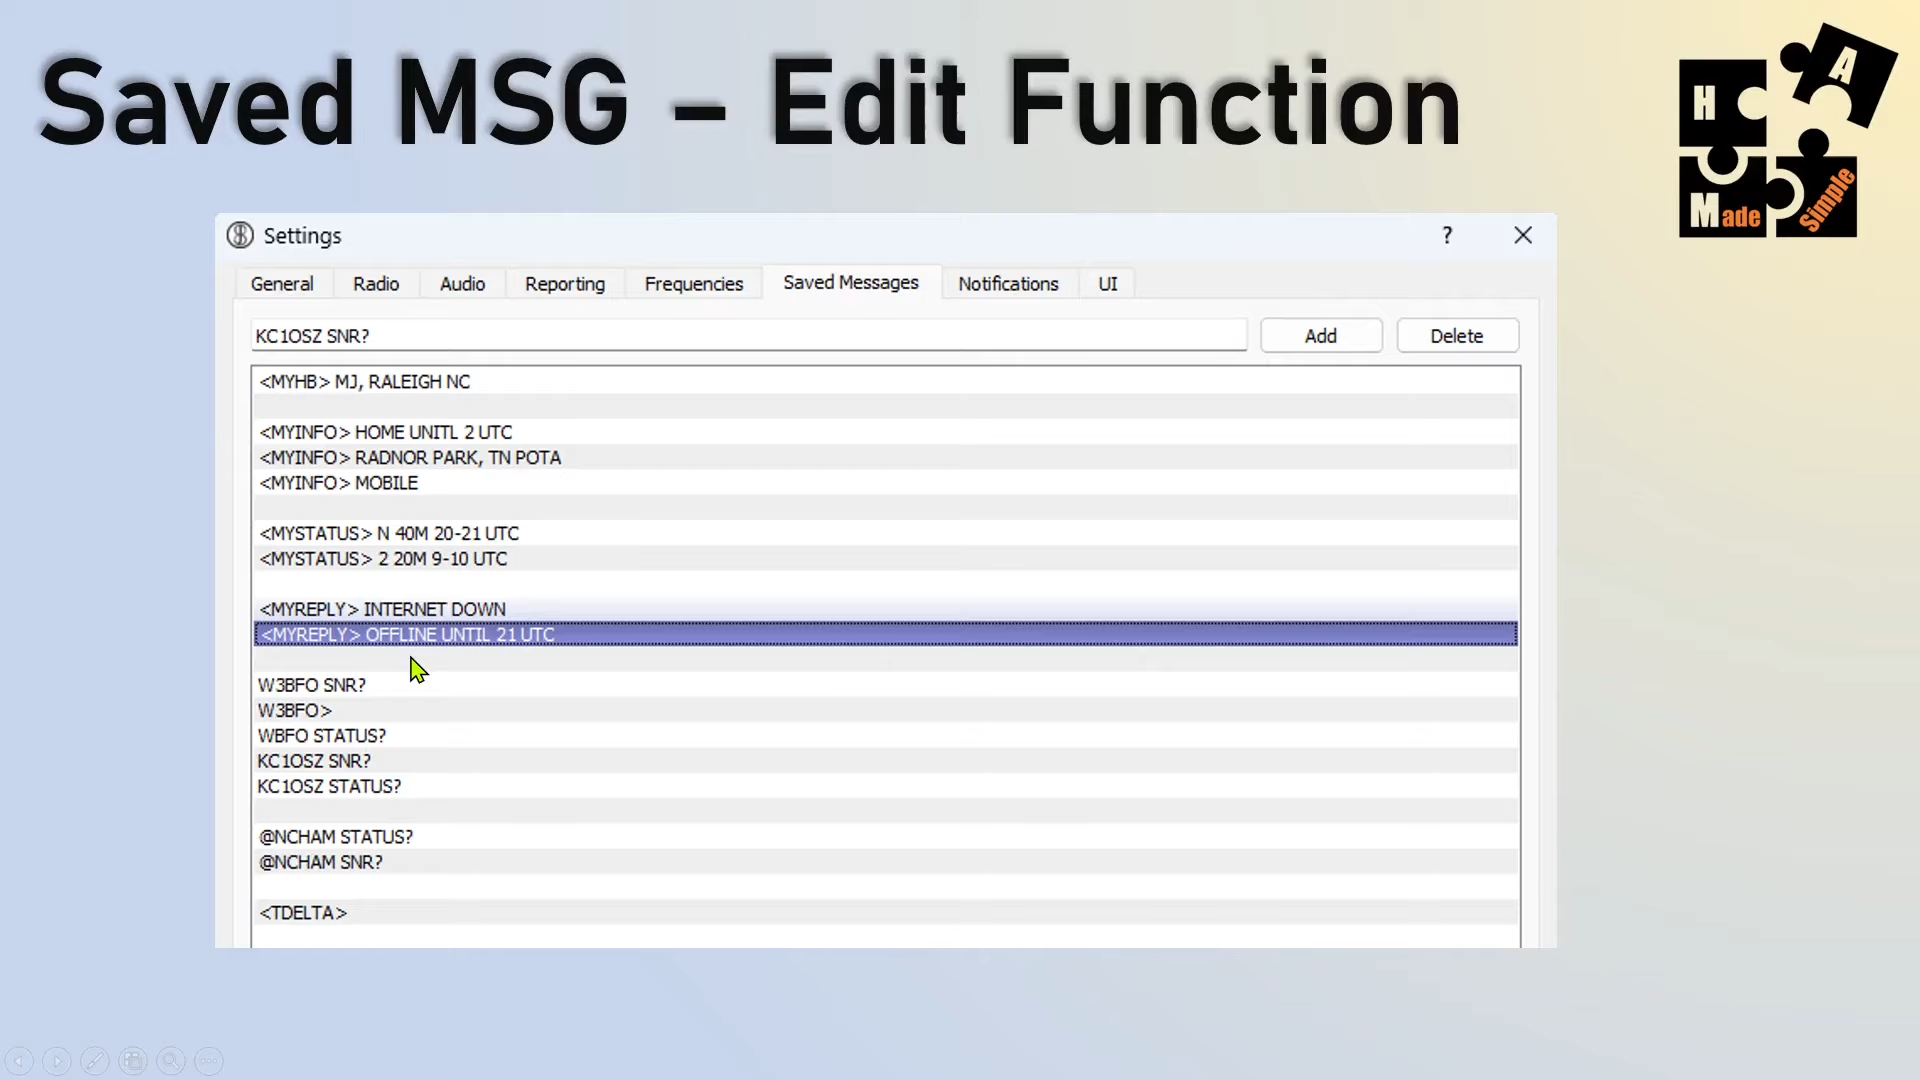 Saved MSG – Edit Function
H A
Made Simple
Settings
?
General Radio Audio Reporting Frequencies Saved Messages Notifications UI
KC1OSZ SNR? Add Delete
<MYHB> MJ, RALEIGH NC
<MYINFO> HOME UNITL 2 UTC
<MYINFO> RADNOR PARK, TN POTA
<MYINFO> MOBILE
<MYSTATUS> N 40M 20-21 UTC
<MYSTATUS> 2 20M 9-10 UTC
<MYREPLY> INTERNET DOWN
<MYREPLY> OFFLINE UNTIL 21 UTC
W3BFO SNR?
W3BFO>
WBFO STATUS?
KC1OSZ SNR?
KC1OSZ STATUS?
@NCHAM STATUS?
@NCHAM SNR?
<TDELTA>